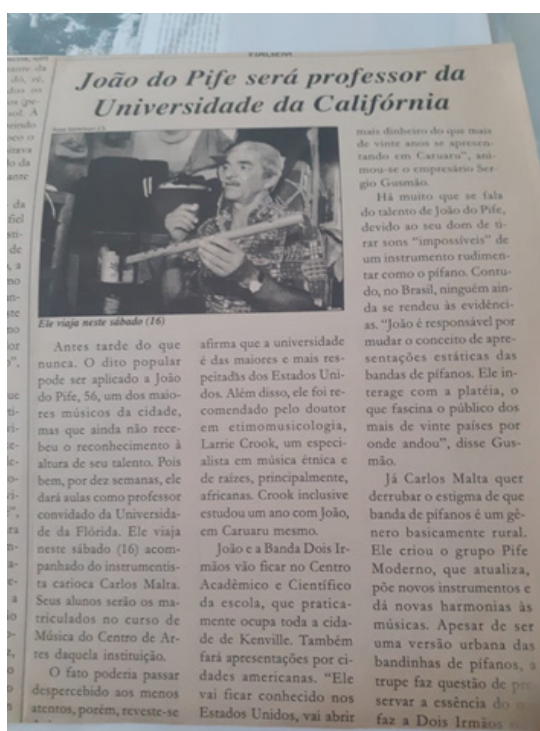 João do Pife será professor da
Universidade da Califórnia
Ele viaja neste sábado (16)
Antes tarde do que
nunca. O dito popular
pode ser aplicado a João
do Pife, 56, um dos maio-
res músicos da cidade,
mas que ainda não rece-
beu o reconhecimento à
altura de seu talento. Pois
bem, por dez semanas, ele
dará aulas como professor
convidado da Universida-
de da Flórida. Ele viaja
neste sábado (16) acom-
panhado do instrumentis-
ta carioca Carlos Malta.
Seus alunos serão os ma-
triculados no curso de
Música do Centro de Ar-
tes daquela instituição.
O fato poderia passar
despercebido aos menos
atentos, porém, reveste-se
afirma que a universidade
é das maiores e mais res-
peitadas dos Estados Uni-
dos. Além disso, ele foi re-
comendado pelo doutor
em etimomusicologia,
Larrie Crook, um especi-
alista em música étnica e
de raízes, principalmente,
africanas. Crook inclusive
estudou um ano com João,
em Caruaru mesmo.
João e a Banda Dois Ir-
mãos vão ficar no Centro
Acadêmico e Científico
da escola, que pratica-
mente ocupa toda a cida-
de de Kenville. Também
fará apresentações por ci-
dades americanas. “Ele
vai ficar conhecido nos
Estados Unidos, vai abrir
mais dinheiro do que mais
de vinte anos se apresen-
tando em Caruaru”, ani-
mou-se o empresário Ser-
gio Gusmão.
Há muito que se fala
do talento de João do Pife,
devido ao seu dom de ti-
rar sons “impossíveis” de
um instrumento rudimen-
tar como o pífano. Contu-
do, no Brasil, ninguém ain-
da se rendeu às evidênci-
as. “João é responsável por
mudar o conceito de apre-
sentações estáticas das
bandas de pífanos. Ele in-
terage com a platéia, o
que fascina o público dos
mais de vinte países por
onde andou”, disse Gus-
mão.
Já Carlos Malta quer
derrubar o estigma de que
banda de pífanos é um gê-
nero basicamente rural.
Ele criou o grupo Pife
Moderno, que atualiza,
põe novos instrumentos e
dá novas harmonias às
músicas. Apesar de ser
uma versão urbana das
bandinhas de pífanos, a
trupe faz questão de pre-
servar a essência do
faz a Dois Irmãos